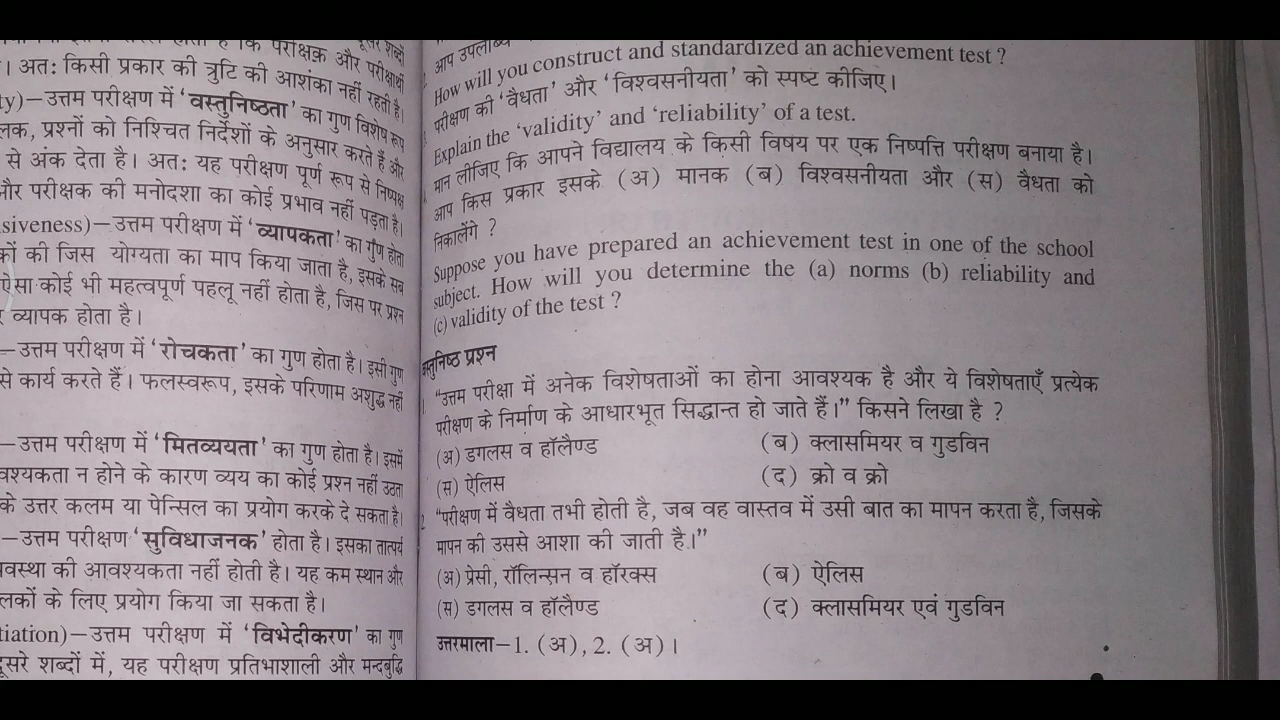 दूसरे शब्दों
होता है कि परीक्षक और परीक्षार्थी
। अतः किसी प्रकार की त्रुटि की आशंका नहीं रहती है।
ty)—उत्तम परीक्षण में 'वस्तुनिष्ठता' का गुण विशेष रूप
लक, प्रश्नों को निश्चित निर्देशों के अनुसार करते हैं और
से अंक देता है। अतः यह परीक्षण पूर्ण रूप से निष्पक्ष
और परीक्षक की मनोदशा का कोई प्रभाव नहीं पड़ता है।
siveness)—उत्तम परीक्षण में 'व्यापकता' का गुण होता
कों की जिस योग्यता का माप किया जाता है, इसके सब
ऐसा कोई भी महत्वपूर्ण पहलू नहीं होता है, जिस पर प्रश्न
व्यापक होता है।
—उत्तम परीक्षण में 'रोचकता' का गुण होता है। इसी गुण
से कार्य करते हैं। फलस्वरूप, इसके परिणाम अशुद्ध नहीं
—उत्तम परीक्षण में 'मितव्ययता' का गुण होता है। इसमें
वश्यकता न होने के कारण व्यय का कोई प्रश्न नहीं उठता
के उत्तर कलम या पेन्सिल का प्रयोग करके दे सकता है।
—उत्तम परीक्षण 'सुविधाजनक' होता है। इसका तात्पर्य
वस्था की आवश्यकता नहीं होती है। यह कम स्थान और
लकों के लिए प्रयोग किया जा सकता है।
tiation)—उत्तम परीक्षण में 'विभेदीकरण' का गुण
दूसरे शब्दों में, यह परीक्षण प्रतिभाशाली और मन्दबुद्धि
आप उपलब्धि
How will you construct and standardized an achievement test ?
परीक्षण की 'वैधता' और 'विश्वसनीयता' को स्पष्ट कीजिए।
Explain the 'validity' and 'reliability' of a test.
मान लीजिए कि आपने विद्यालय के किसी विषय पर एक निष्पत्ति परीक्षण बनाया है।
आप किस प्रकार इसके (अ) मानक (ब) विश्वसनीयता और (स) वैधता को
निकालेंगे ?
Suppose you have prepared an achievement test in one of the school
subject. How will you determine the (a) norms (b) reliability and
(c) validity of the test ?
वस्तुनिष्ठ प्रश्न
1. "उत्तम परीक्षा में अनेक विशेषताओं का होना आवश्यक है और ये विशेषताएँ प्रत्येक
परीक्षण के निर्माण के आधारभूत सिद्धान्त हो जाते हैं।" किसने लिखा है ?
(अ) डगलस व हॉलैण्ड (ब) क्लासमियर व गुडविन
(स) ऐलिस (द) क्रो व क्रो
2. "परीक्षण में वैधता तभी होती है, जब वह वास्तव में उसी बात का मापन करता है, जिसके
मापन की उससे आशा की जाती है।"
(अ) प्रेसी, रॉलिन्सन व हॉरक्स (ब) ऐलिस
(स) डगलस व हॉलैण्ड (द) क्लासमियर एवं गुडविन
उत्तरमाला—1. (अ), 2. (अ)।